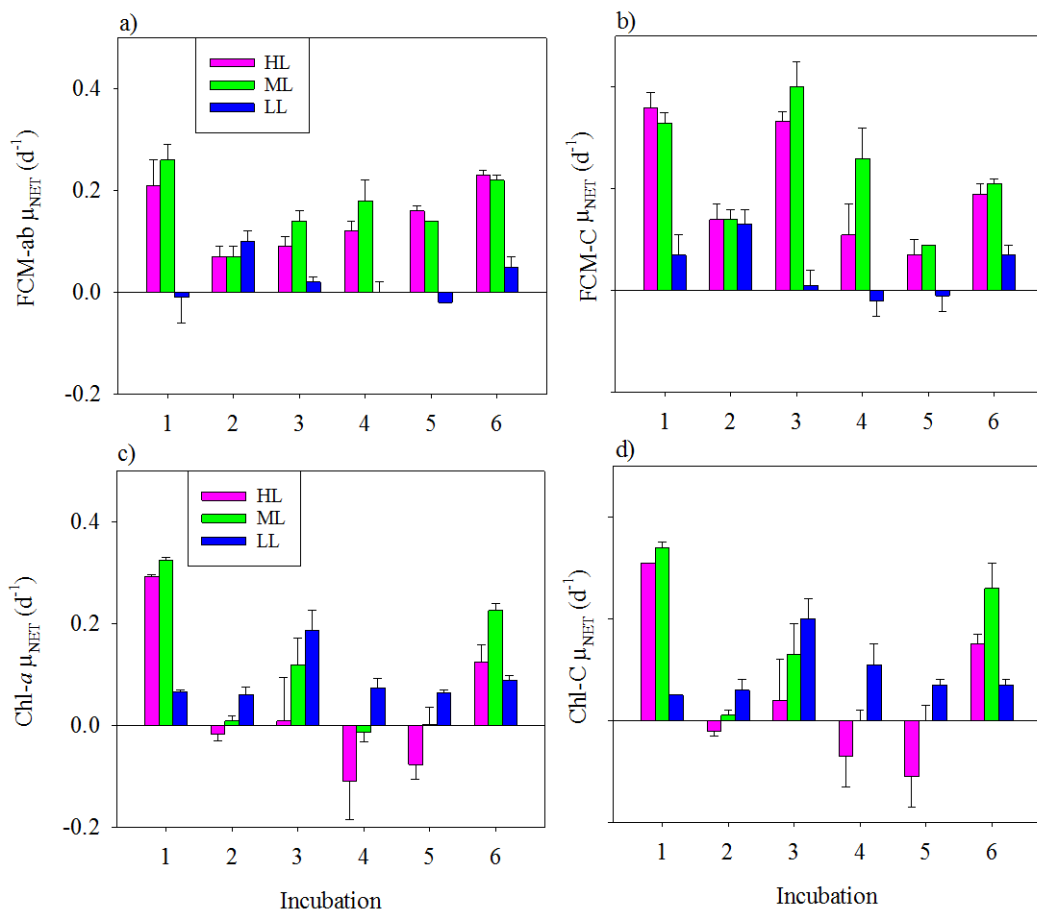 a)
HL
ML
LL
0.4
0.2
0.0
-0.2
FCM-ab μNET (d-1)
1 2 3 4 5 6
b)
FCM-C μNET (d-1)
1 2 3 4 5 6
c)
HL
ML
LL
0.4
0.2
0.0
-0.2
Chl-a μNET (d-1)
1 2 3 4 5 6
Incubation
d)
Chl-C μNET (d-1)
1 2 3 4 5 6
Incubation